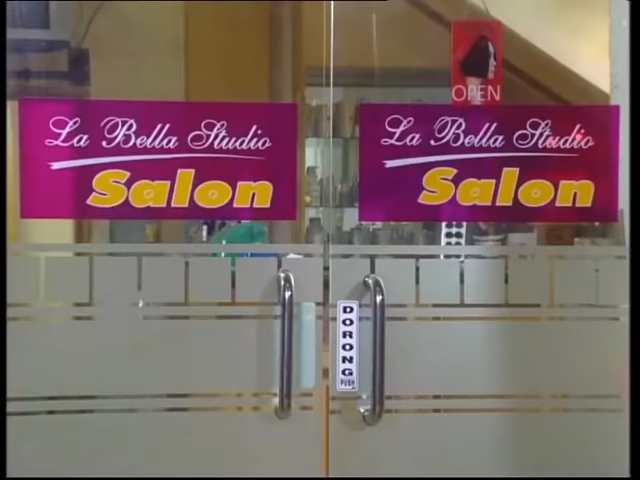 OPEN
La Bella Studio
Salon
La Bella Studio
Salon
DORONG
PUSH